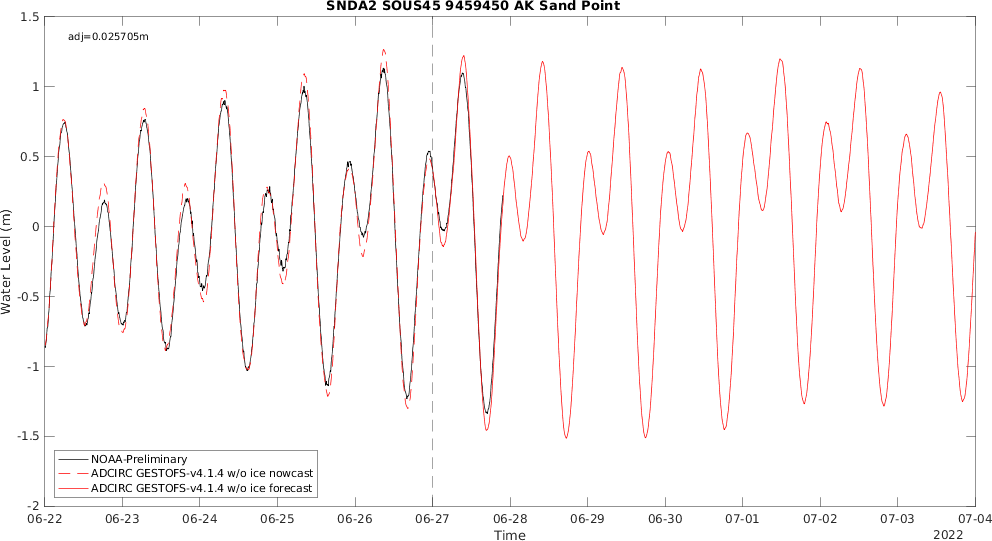 SNDA2 SOUS45 9459450 AK Sand Point
adj=0.025705m
1.5
1
0.5
0
-0.5
-1
-1.5
-2
Water Level (m)
NOAA-Preliminary
ADCIRC GESTOFS-v4.1.4 w/o ice nowcast
ADCIRC GESTOFS-v4.1.4 w/o ice forecast
06-22 06-23 06-24 06-25 06-26 06-27 06-28 06-29 06-30 07-01 07-02 07-03 07-04
Time
2022